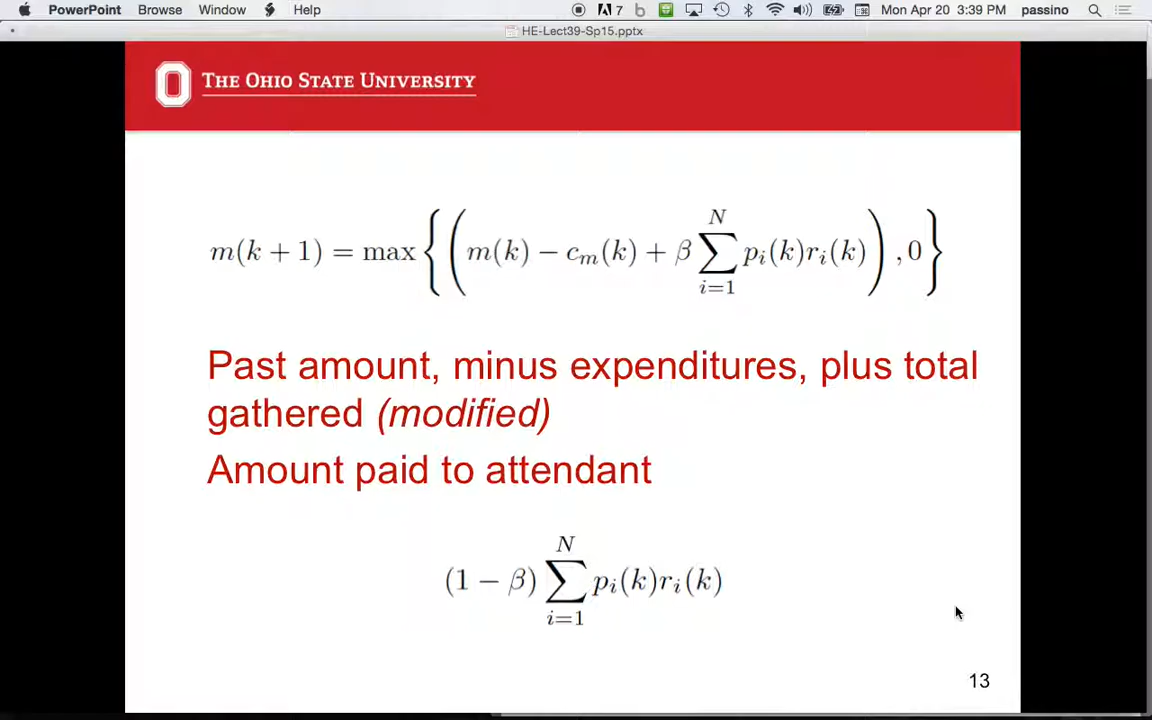 PowerPoint Browse Window Help 7 Mon Apr 20 3:39 PM passino
HE-Lect39-Sp15.pptx
THE OHIO STATE UNIVERSITY
m(k + 1) = max { ( m(k) − c_m(k) + β ∑_{i=1}^{N} p_i(k)r_i(k) ) , 0 }
Past amount, minus expenditures, plus total
gathered (modified)
Amount paid to attendant
(1 − β) ∑_{i=1}^{N} p_i(k)r_i(k)
13